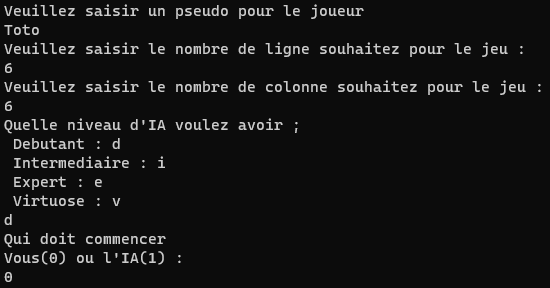 Veuillez saisir un pseudo pour le joueur
Toto
Veuillez saisir le nombre de ligne souhaitez pour le jeu :
6
Veuillez saisir le nombre de colonne souhaitez pour le jeu :
6
Quelle niveau d'IA voulez avoir ;
 Debutant : d
 Intermediaire : i
 Expert : e
 Virtuose : v
d
Qui doit commencer
Vous(0) ou l'IA(1) :
0